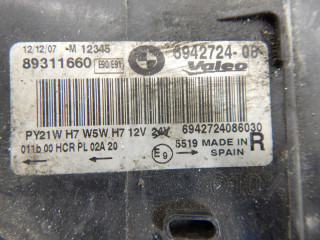 12/12/07 -M 12345
89311660 E90/E91 6942724-08
Valeo
PY21W H7 W5W H7 12V 24V 6942724086030
011b 00 HCR PL 02A 20 E9 5519 MADE IN SPAIN R